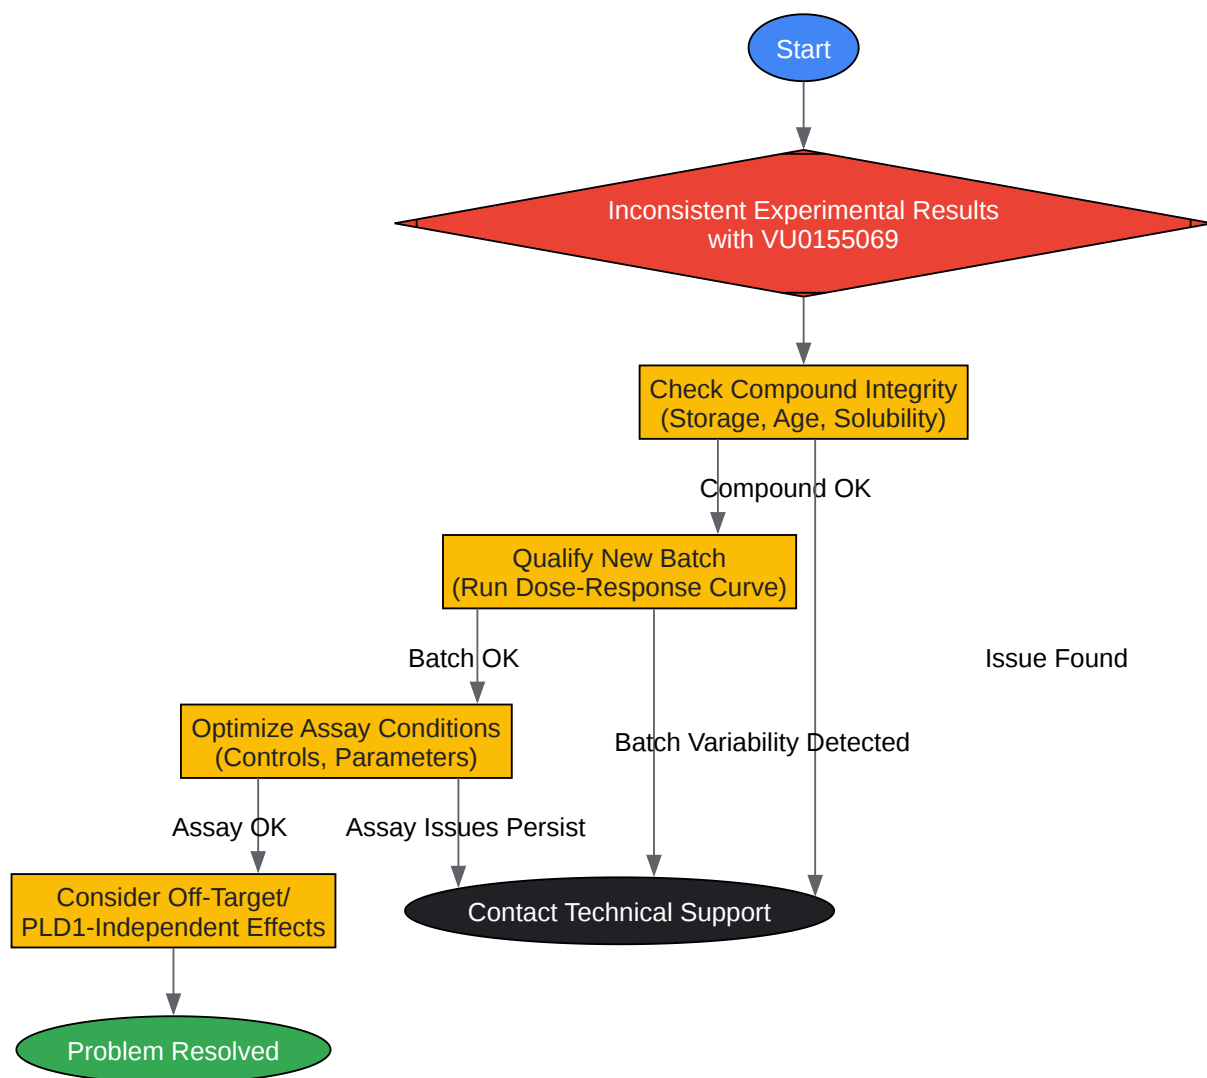 Start
Inconsistent Experimental Results
with VU0155069
Check Compound Integrity
(Storage, Age, Solubility)
Compound OK
Qualify New Batch
(Run Dose-Response Curve)
Batch OK
Issue Found
Optimize Assay Conditions
(Controls, Parameters)
Batch Variability Detected
Assay OK
Assay Issues Persist
Consider Off-Target/
PLD1-Independent Effects
Contact Technical Support
Problem Resolved